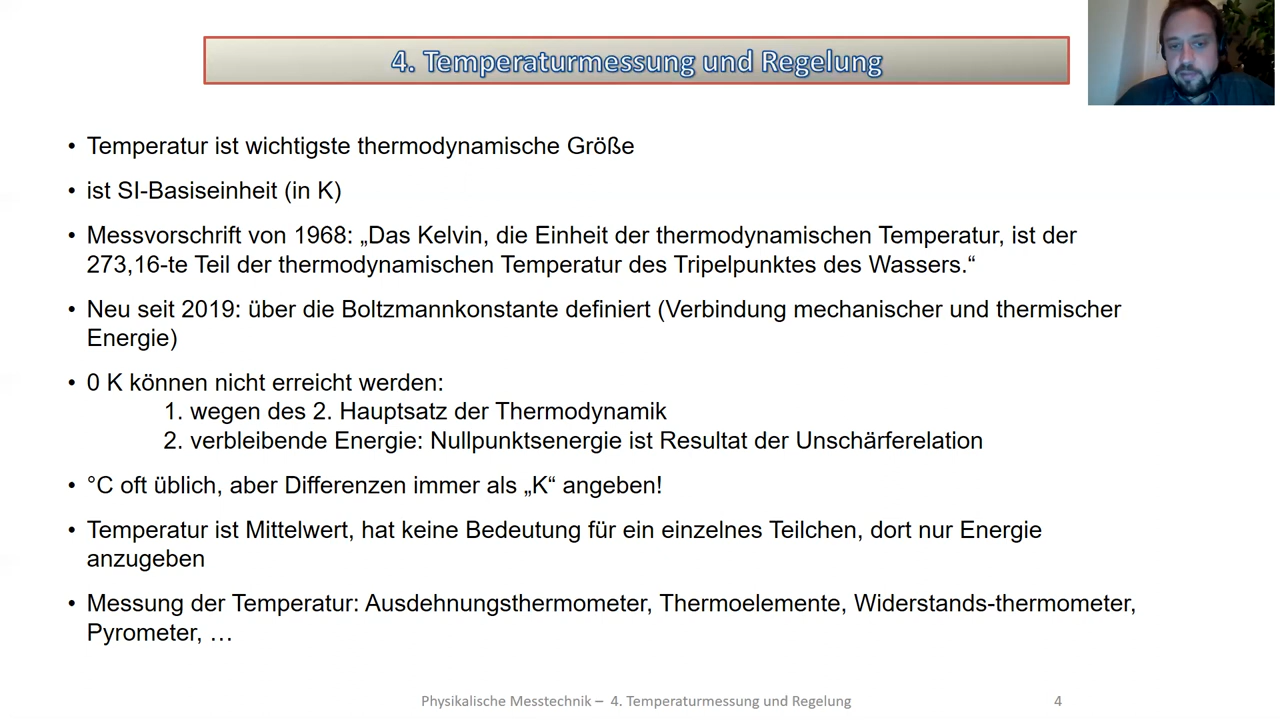 4. Temperaturmessung und Regelung
• Temperatur ist wichtigste thermodynamische Größe
• ist SI-Basiseinheit (in K)
• Messvorschrift von 1968: „Das Kelvin, die Einheit der thermodynamischen Temperatur, ist der
273,16-te Teil der thermodynamischen Temperatur des Tripelpunktes des Wassers.“
• Neu seit 2019: über die Boltzmannkonstante definiert (Verbindung mechanischer und thermischer
Energie)
• 0 K können nicht erreicht werden:
1. wegen des 2. Hauptsatz der Thermodynamik
2. verbleibende Energie: Nullpunktsenergie ist Resultat der Unschärferelation
• °C oft üblich, aber Differenzen immer als „K“ angeben!
• Temperatur ist Mittelwert, hat keine Bedeutung für ein einzelnes Teilchen, dort nur Energie
anzugeben
• Messung der Temperatur: Ausdehnungsthermometer, Thermoelemente, Widerstands-thermometer,
Pyrometer, …
Physikalische Messtechnik – 4. Temperaturmessung und Regelung
4